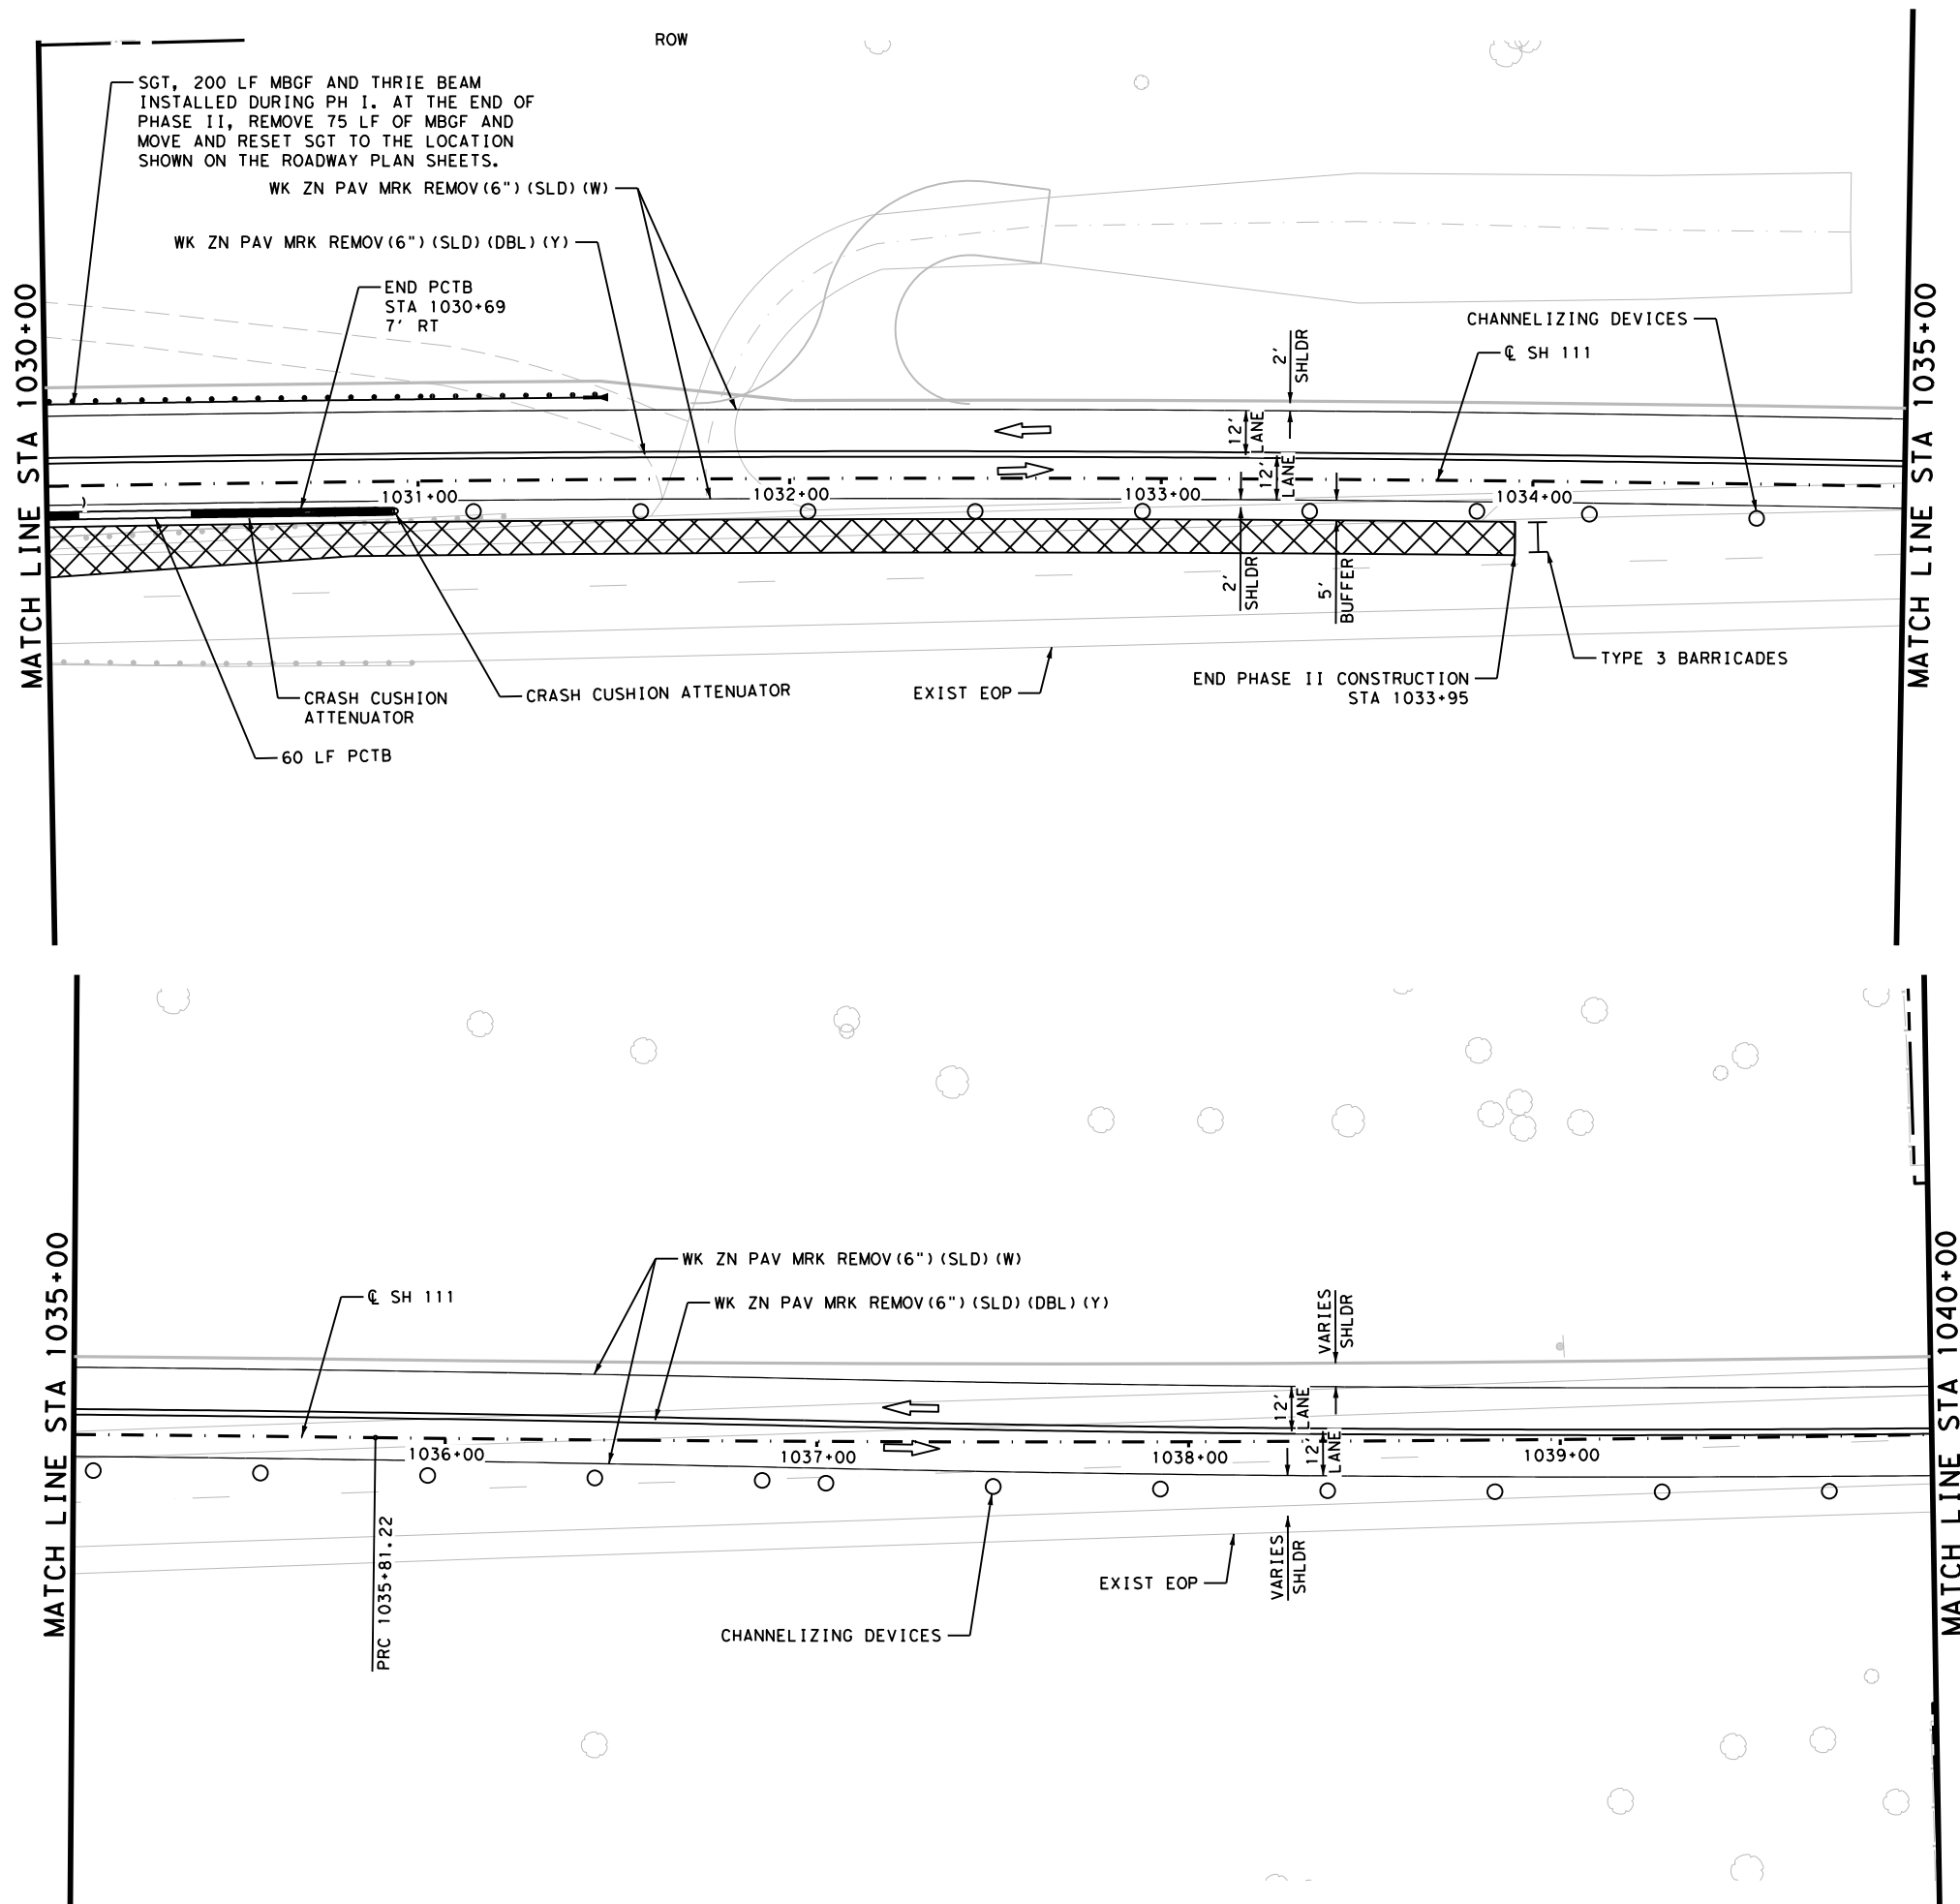 ROW
SGT, 200 LF MBGF AND THRIE BEAM
INSTALLED DURING PH I. AT THE END OF
PHASE II, REMOVE 75 LF OF MBGF AND
MOVE AND RESET SGT TO THE LOCATION
SHOWN ON THE ROADWAY PLAN SHEETS.
WK ZN PAV MRK REMOV(6")(SLD)(W)
WK ZN PAV MRK REMOV(6")(SLD)(DBL)(Y)
END PCTB
STA 1030+69
7' RT
MATCH LINE STA 1030+00
CHANNELIZING DEVICES
℄ SH 111
2'
SHLDR
12'
LANE
12'
LANE
MATCH LINE STA 1035+00
1031+00
1032+00
1033+00
1034+00
2'
SHLDR
5'
BUFFER
TYPE 3 BARRICADES
END PHASE II CONSTRUCTION
STA 1033+95
EXIST EOP
CRASH CUSHION ATTENUATOR
CRASH CUSHION
ATTENUATOR
60 LF PCTB
MATCH LINE STA 1035+00
WK ZN PAV MRK REMOV(6")(SLD)(W)
℄ SH 111
WK ZN PAV MRK REMOV(6")(SLD)(DBL)(Y)
VARIES
SHLDR
12'
LANE
12'
LANE
MATCH LINE STA 1040+00
1036+00
1037+00
1038+00
1039+00
PRC 1035+81.22
VARIES
SHLDR
EXIST EOP
CHANNELIZING DEVICES